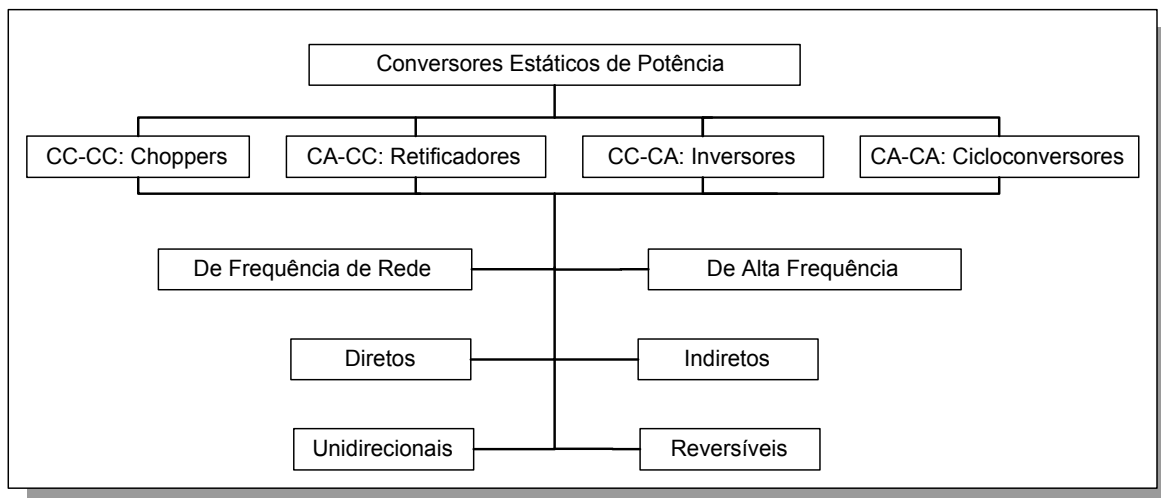 Conversores Estáticos de Potência
CC-CC: Choppers
CA-CC: Retificadores
CC-CA: Inversores
CA-CA: Cicloconversores
De Frequência de Rede
De Alta Frequência
Diretos
Indiretos
Unidirecionais
Reversíveis